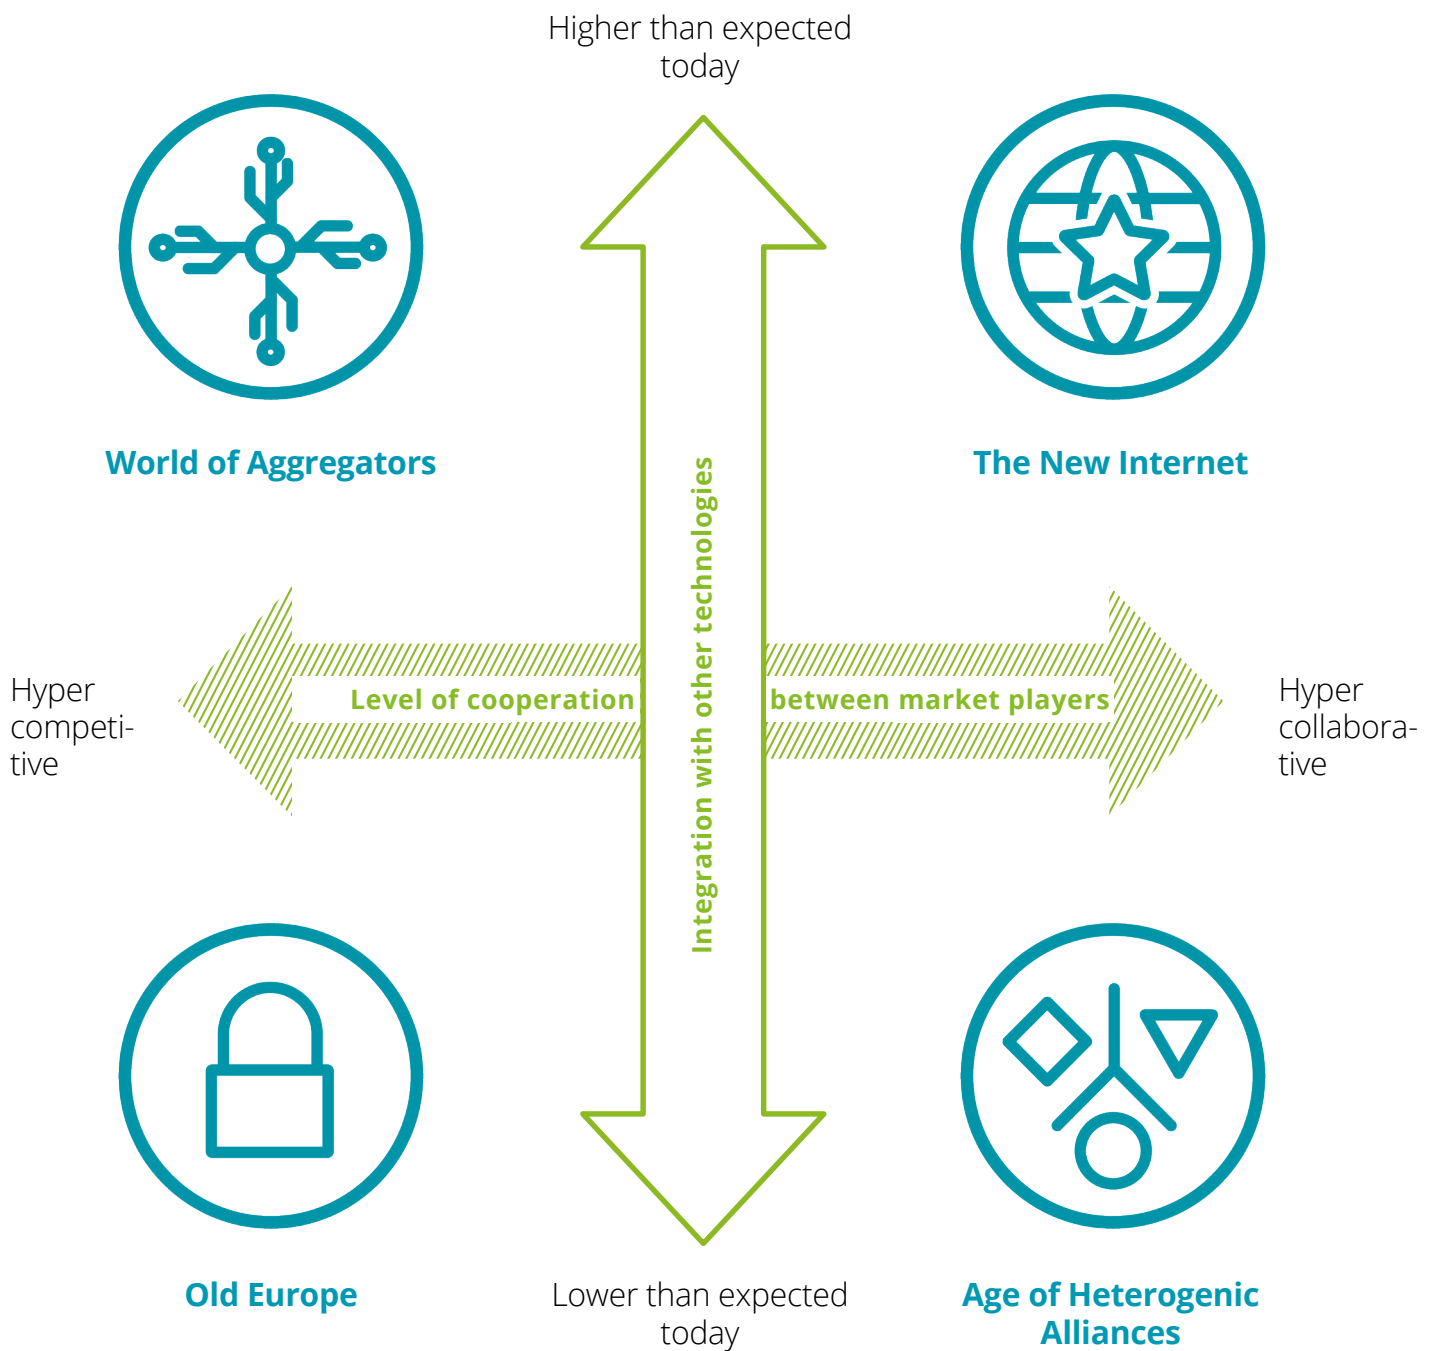 Higher than expected
today
World of Aggregators
The New Internet
Integration with other technologies
Hyper
competi-
tive
Level of cooperation between market players
Hyper
collabora-
tive
Old Europe
Lower than expected
today
Age of Heterogenic
Alliances